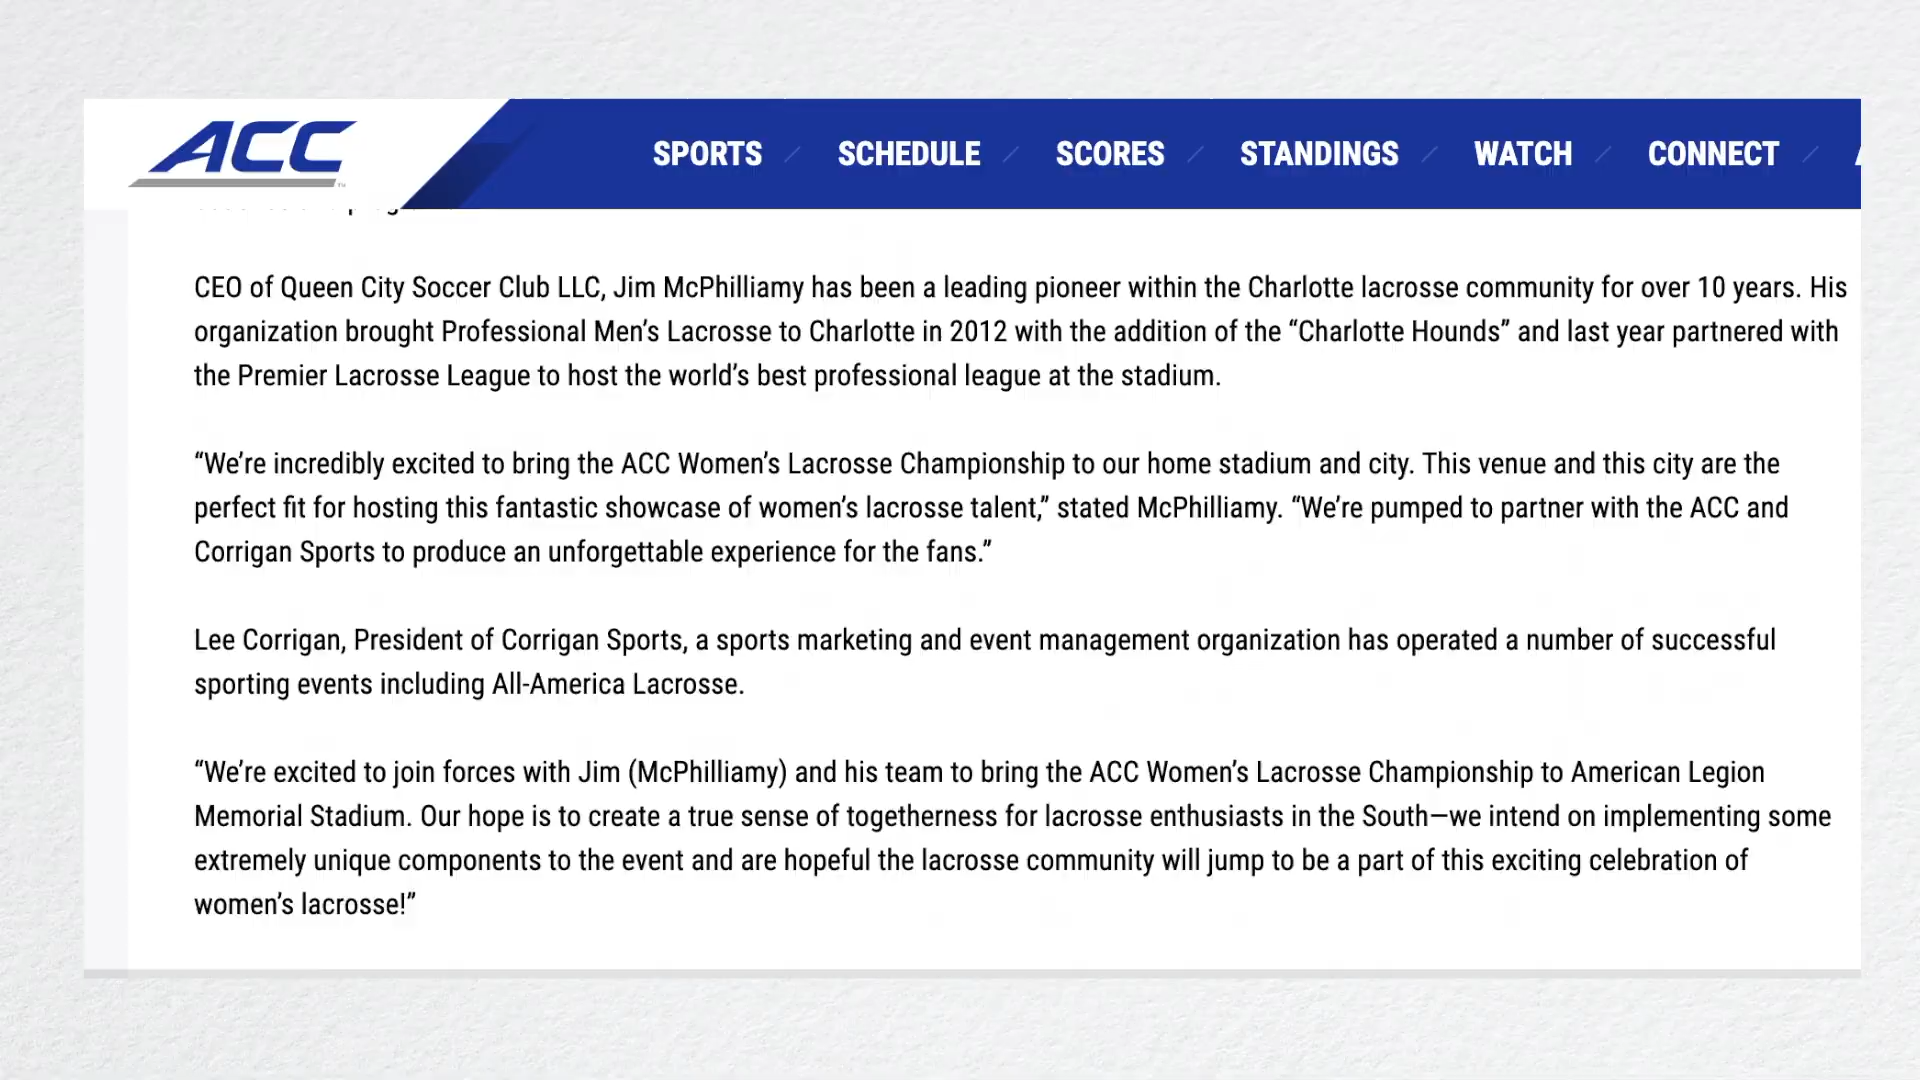 ACC
SPORTS / SCHEDULE / SCORES / STANDINGS / WATCH / CONNECT /
CEO of Queen City Soccer Club LLC, Jim McPhilliamy has been a leading pioneer within the Charlotte lacrosse community for over 10 years. His
organization brought Professional Men’s Lacrosse to Charlotte in 2012 with the addition of the “Charlotte Hounds” and last year partnered with
the Premier Lacrosse League to host the world’s best professional league at the stadium.
“We’re incredibly excited to bring the ACC Women’s Lacrosse Championship to our home stadium and city. This venue and this city are the
perfect fit for hosting this fantastic showcase of women’s lacrosse talent,” stated McPhilliamy. “We’re pumped to partner with the ACC and
Corrigan Sports to produce an unforgettable experience for the fans.”
Lee Corrigan, President of Corrigan Sports, a sports marketing and event management organization has operated a number of successful
sporting events including All-America Lacrosse.
“We’re excited to join forces with Jim (McPhilliamy) and his team to bring the ACC Women’s Lacrosse Championship to American Legion
Memorial Stadium. Our hope is to create a true sense of togetherness for lacrosse enthusiasts in the South—we intend on implementing some
extremely unique components to the event and are hopeful the lacrosse community will jump to be a part of this exciting celebration of
women’s lacrosse!”